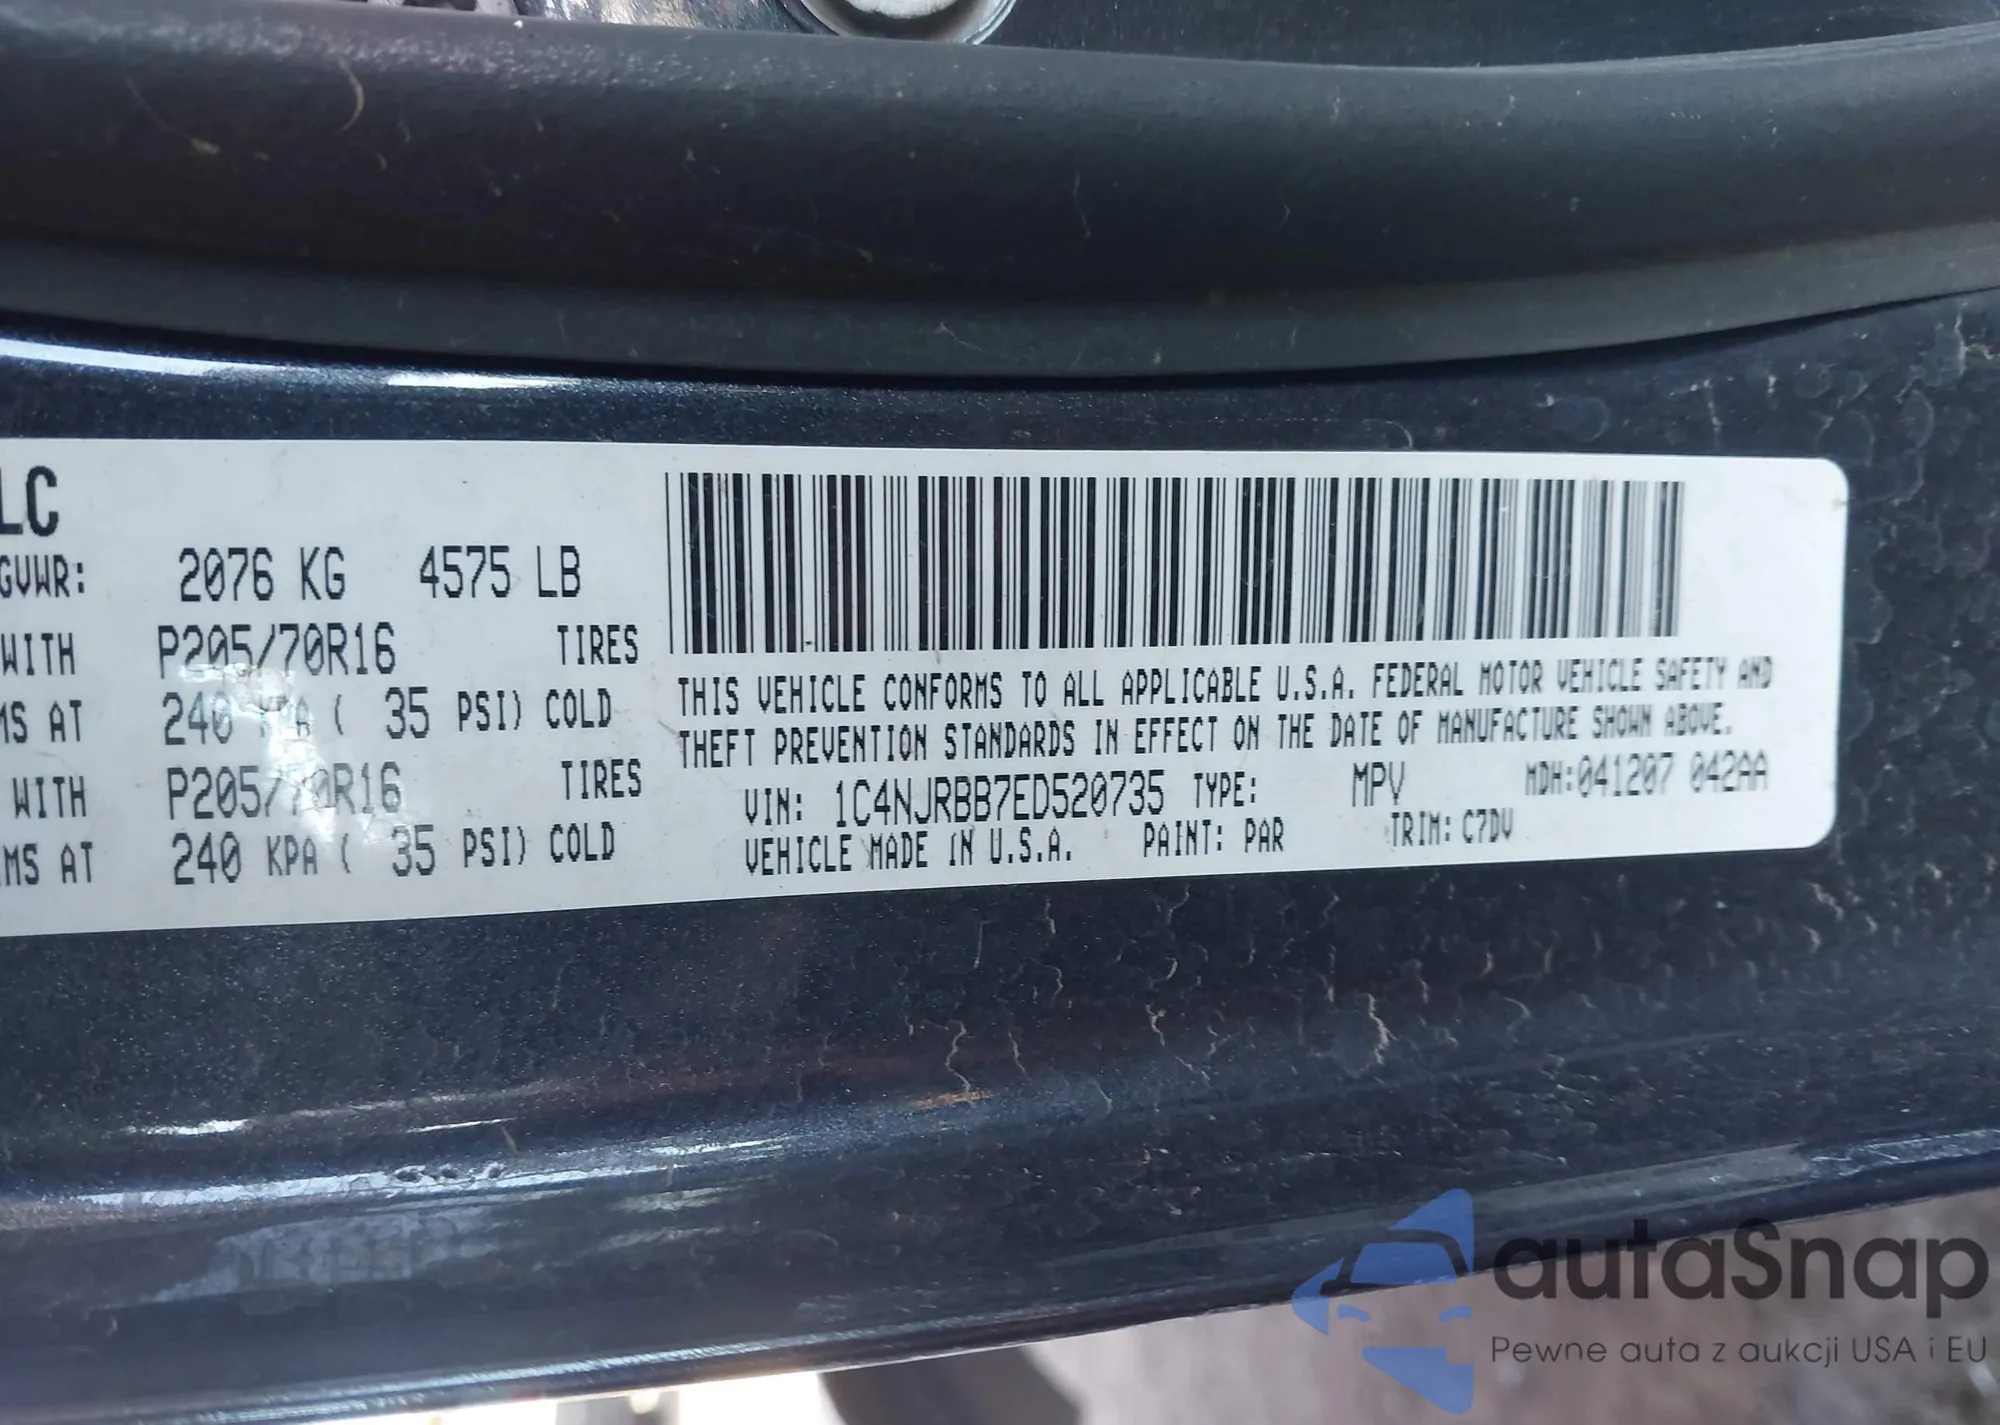 LC
GVWR: 2076 KG 4575 LB
WITH P205/70R16 TIRES
MS AT 240 KPA ( 35 PSI) COLD
WITH P205/70R16 TIRES
MS AT 240 KPA ( 35 PSI) COLD
THIS VEHICLE CONFORMS TO ALL APPLICABLE U.S.A. FEDERAL MOTOR VEHICLE SAFETY AND
THEFT PREVENTION STANDARDS IN EFFECT ON THE DATE OF MANUFACTURE SHOWN ABOVE.
VIN: 1C4NJRBB7ED520735 TYPE: MPV MDH:041207 042AA
VEHICLE MADE IN U.S.A. PAINT: PAR TRIM: C7DV
autaSnap
Pewne auta z aukcji USA i EU